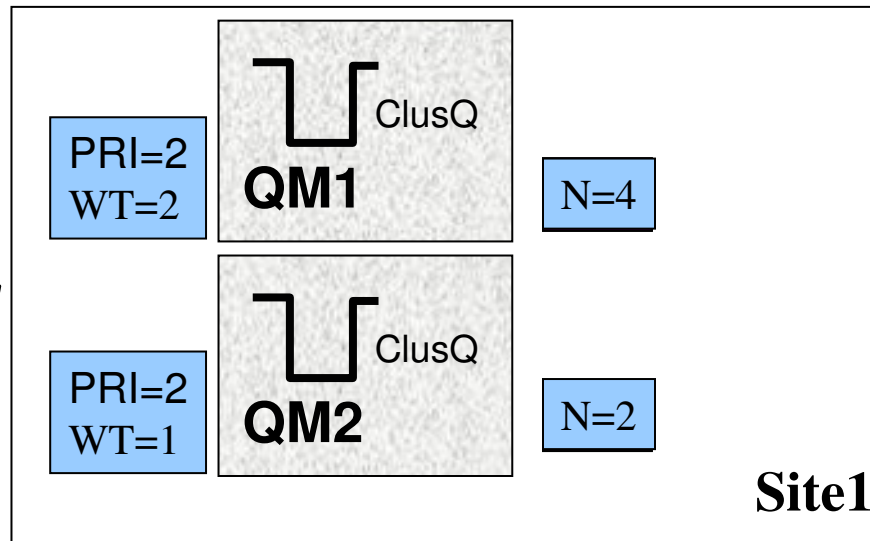 ClusQ
PRI=2
WT=2
QM1
N=4
ClusQ
PRI=2
WT=1
QM2
N=2
Site1